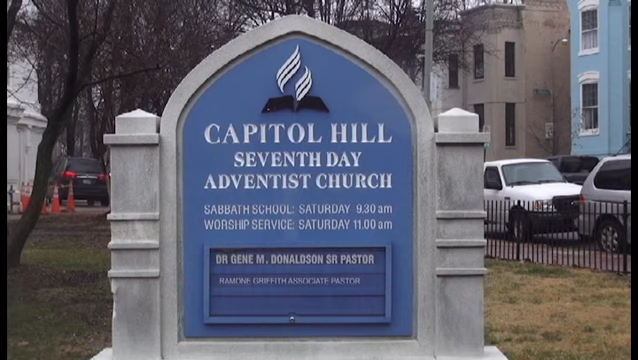 CAPITOL HILL
SEVENTH DAY
ADVENTIST CHURCH
SABBATH SCHOOL: SATURDAY 9.30 am
WORSHIP SERVICE: SATURDAY 11.00 am
DR GENE M. DONALDSON SR PASTOR
RAMONE GRIFFITH ASSOCIATE PASTOR